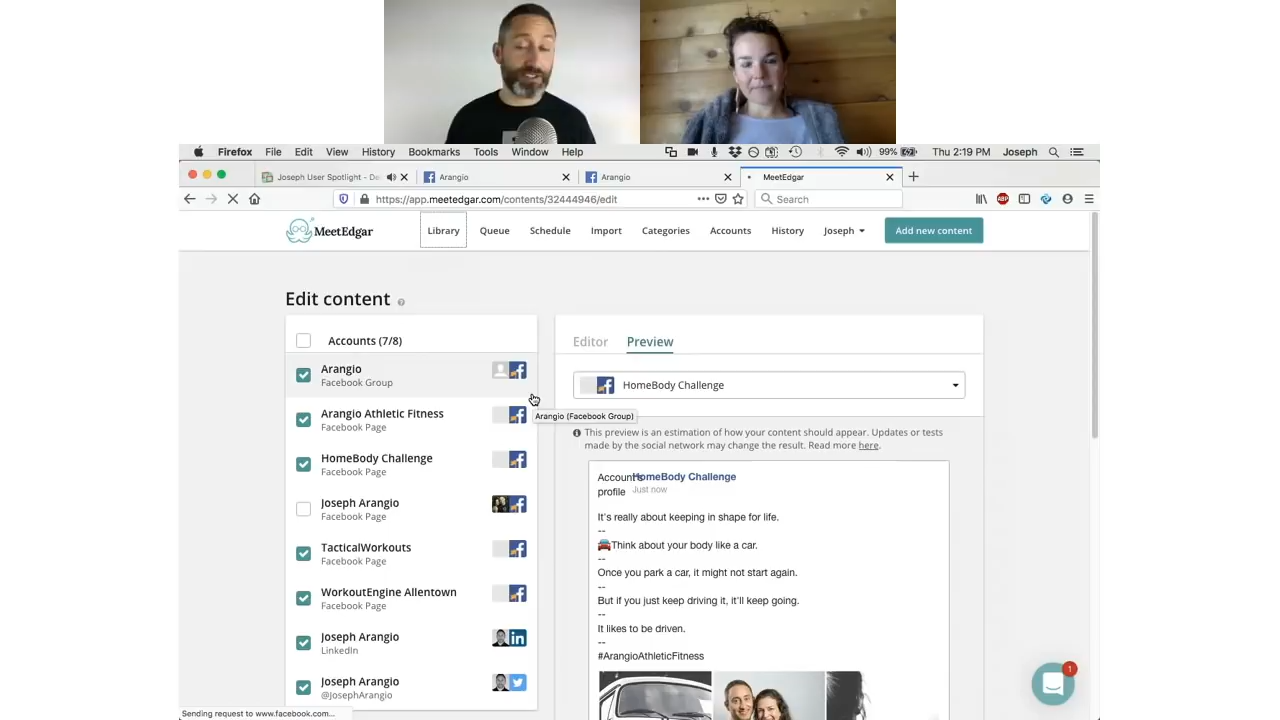 Firefox File Edit View History Bookmarks Tools Window Help 99% Thu 2:19 PM Joseph
Joseph User Spotlight - De
Arangio
Arangio
MeetEdgar
https://app.meetedgar.com/contents/32444946/edit
Search
ABP
MeetEdgar
Library Queue Schedule Import Categories Accounts History Joseph Add new content
Edit content ?
Accounts (7/8)
Arangio
Facebook Group
Arangio (Facebook Group)
Arangio Athletic Fitness
Facebook Page
HomeBody Challenge
Facebook Page
Joseph Arangio
Facebook Page
TacticalWorkouts
Facebook Page
WorkoutEngine Allentown
Facebook Page
Joseph Arangio
LinkedIn
in
Joseph Arangio
@JosephArangio
Editor Preview
HomeBody Challenge
This preview is an estimation of how your content should appear. Updates or tests
made by the social network may change the result. Read more here.
Account's HomeBody Challenge
profile Just now
It's really about keeping in shape for life.
--
Think about your body like a car.
--
Once you park a car, it might not start again.
--
But if you just keep driving it, it'll keep going.
--
It likes to be driven.
--
#ArangioAthleticFitness
1
Sending request to www.facebook.com...